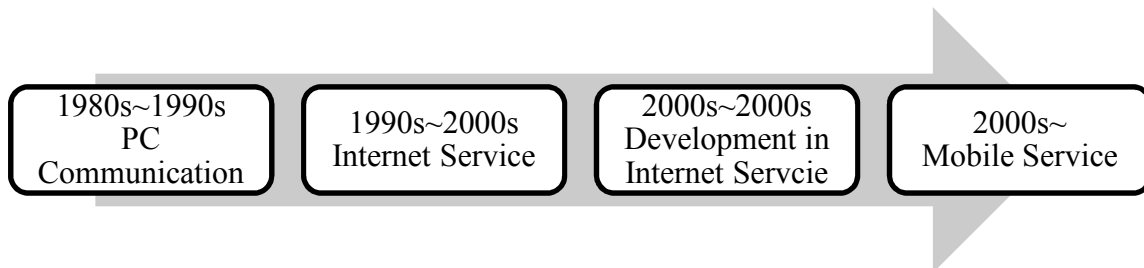 1980s~1990s
PC
Communication
1990s~2000s
Internet Service
2000s~2000s
Development in
Internet Servcie
2000s~
Mobile Service